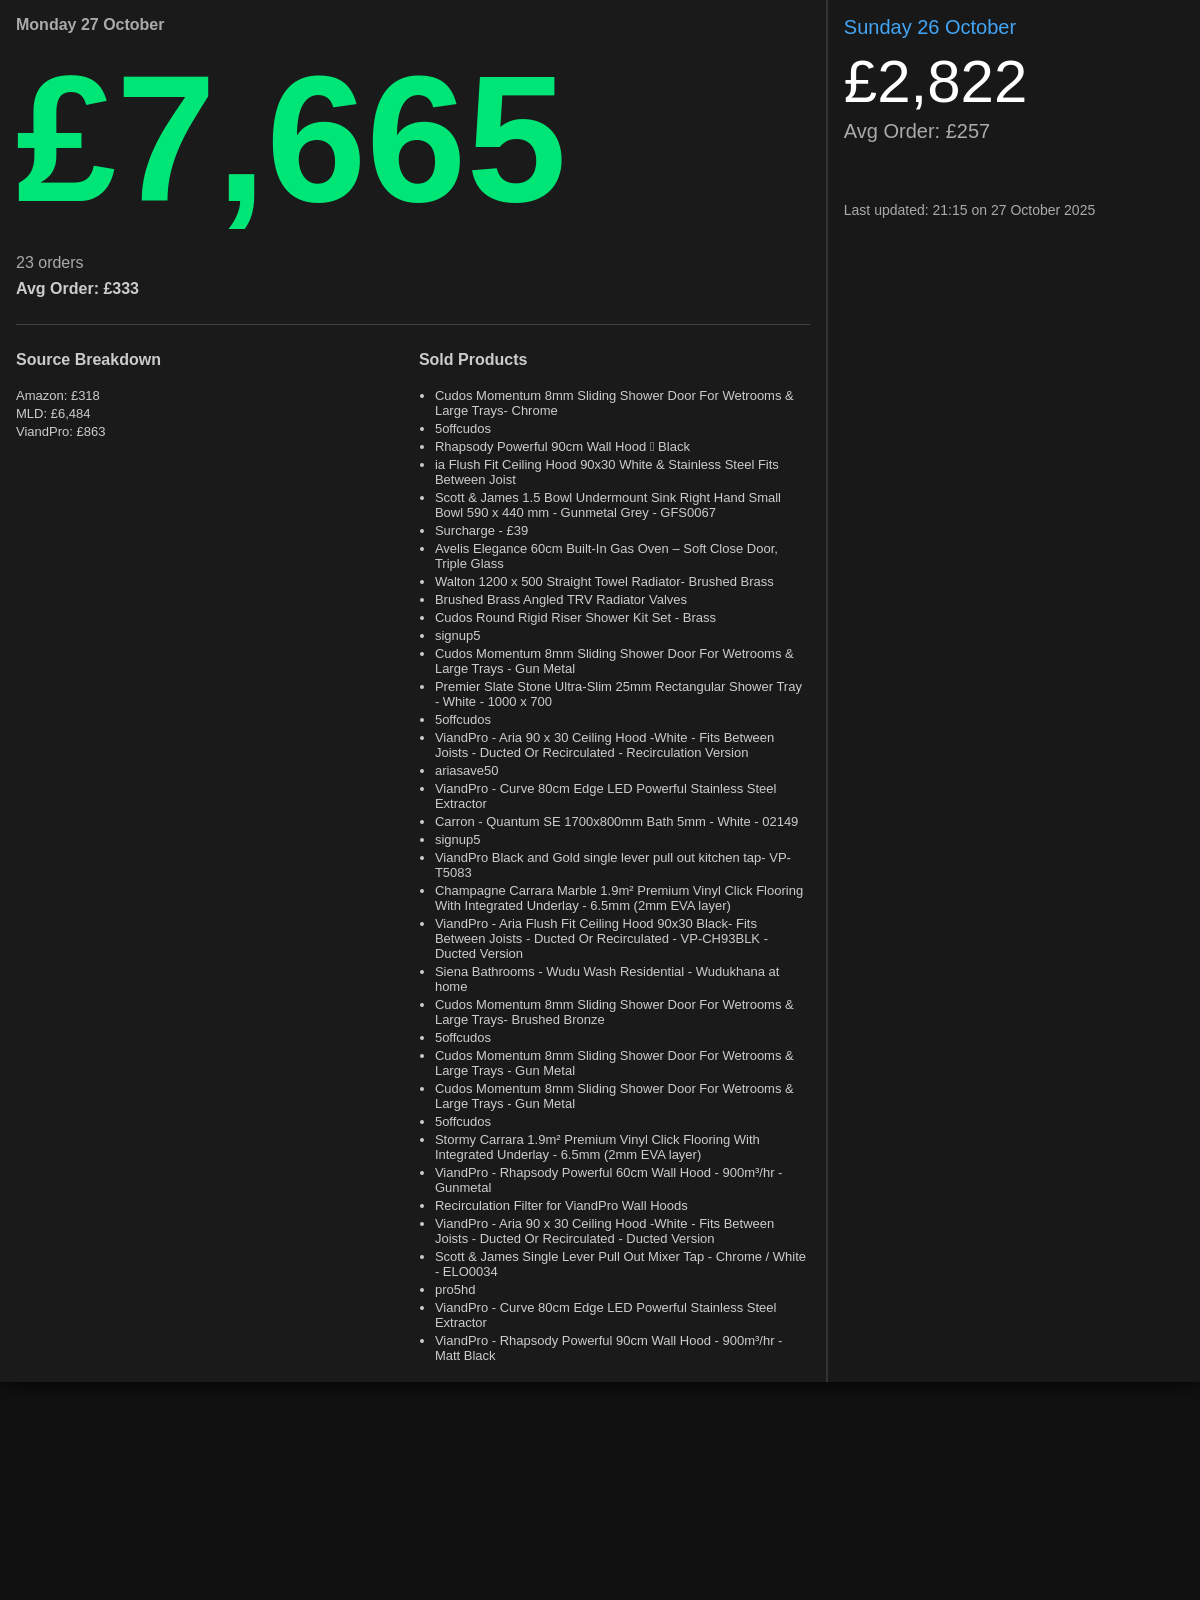 Monday 27 October
£7,665
23 orders
Avg Order: £333
Source Breakdown
Amazon: £318
MLD: £6,484
ViandPro: £863
Sold Products
• Cudos Momentum 8mm Sliding Shower Door For Wetrooms &
Large Trays- Chrome
• 5offcudos
• Rhapsody Powerful 90cm Wall Hood ▯ Black
• ia Flush Fit Ceiling Hood 90x30 White & Stainless Steel Fits
Between Joist
• Scott & James 1.5 Bowl Undermount Sink Right Hand Small
Bowl 590 x 440 mm - Gunmetal Grey - GFS0067
• Surcharge - £39
• Avelis Elegance 60cm Built-In Gas Oven – Soft Close Door,
Triple Glass
• Walton 1200 x 500 Straight Towel Radiator- Brushed Brass
• Brushed Brass Angled TRV Radiator Valves
• Cudos Round Rigid Riser Shower Kit Set - Brass
• signup5
• Cudos Momentum 8mm Sliding Shower Door For Wetrooms &
Large Trays - Gun Metal
• Premier Slate Stone Ultra-Slim 25mm Rectangular Shower Tray
- White - 1000 x 700
• 5offcudos
• ViandPro - Aria 90 x 30 Ceiling Hood -White - Fits Between
Joists - Ducted Or Recirculated - Recirculation Version
• ariasave50
• ViandPro - Curve 80cm Edge LED Powerful Stainless Steel
Extractor
• Carron - Quantum SE 1700x800mm Bath 5mm - White - 02149
• signup5
• ViandPro Black and Gold single lever pull out kitchen tap- VP-
T5083
• Champagne Carrara Marble 1.9m² Premium Vinyl Click Flooring
With Integrated Underlay - 6.5mm (2mm EVA layer)
• ViandPro - Aria Flush Fit Ceiling Hood 90x30 Black- Fits
Between Joists - Ducted Or Recirculated - VP-CH93BLK -
Ducted Version
• Siena Bathrooms - Wudu Wash Residential - Wudukhana at
home
• Cudos Momentum 8mm Sliding Shower Door For Wetrooms &
Large Trays- Brushed Bronze
• 5offcudos
• Cudos Momentum 8mm Sliding Shower Door For Wetrooms &
Large Trays - Gun Metal
• Cudos Momentum 8mm Sliding Shower Door For Wetrooms &
Large Trays - Gun Metal
• 5offcudos
• Stormy Carrara 1.9m² Premium Vinyl Click Flooring With
Integrated Underlay - 6.5mm (2mm EVA layer)
• ViandPro - Rhapsody Powerful 60cm Wall Hood - 900m³/hr -
Gunmetal
• Recirculation Filter for ViandPro Wall Hoods
• ViandPro - Aria 90 x 30 Ceiling Hood -White - Fits Between
Joists - Ducted Or Recirculated - Ducted Version
• Scott & James Single Lever Pull Out Mixer Tap - Chrome / White
- ELO0034
• pro5hd
• ViandPro - Curve 80cm Edge LED Powerful Stainless Steel
Extractor
• ViandPro - Rhapsody Powerful 90cm Wall Hood - 900m³/hr -
Matt Black
Sunday 26 October
£2,822
Avg Order: £257
Last updated: 21:15 on 27 October 2025